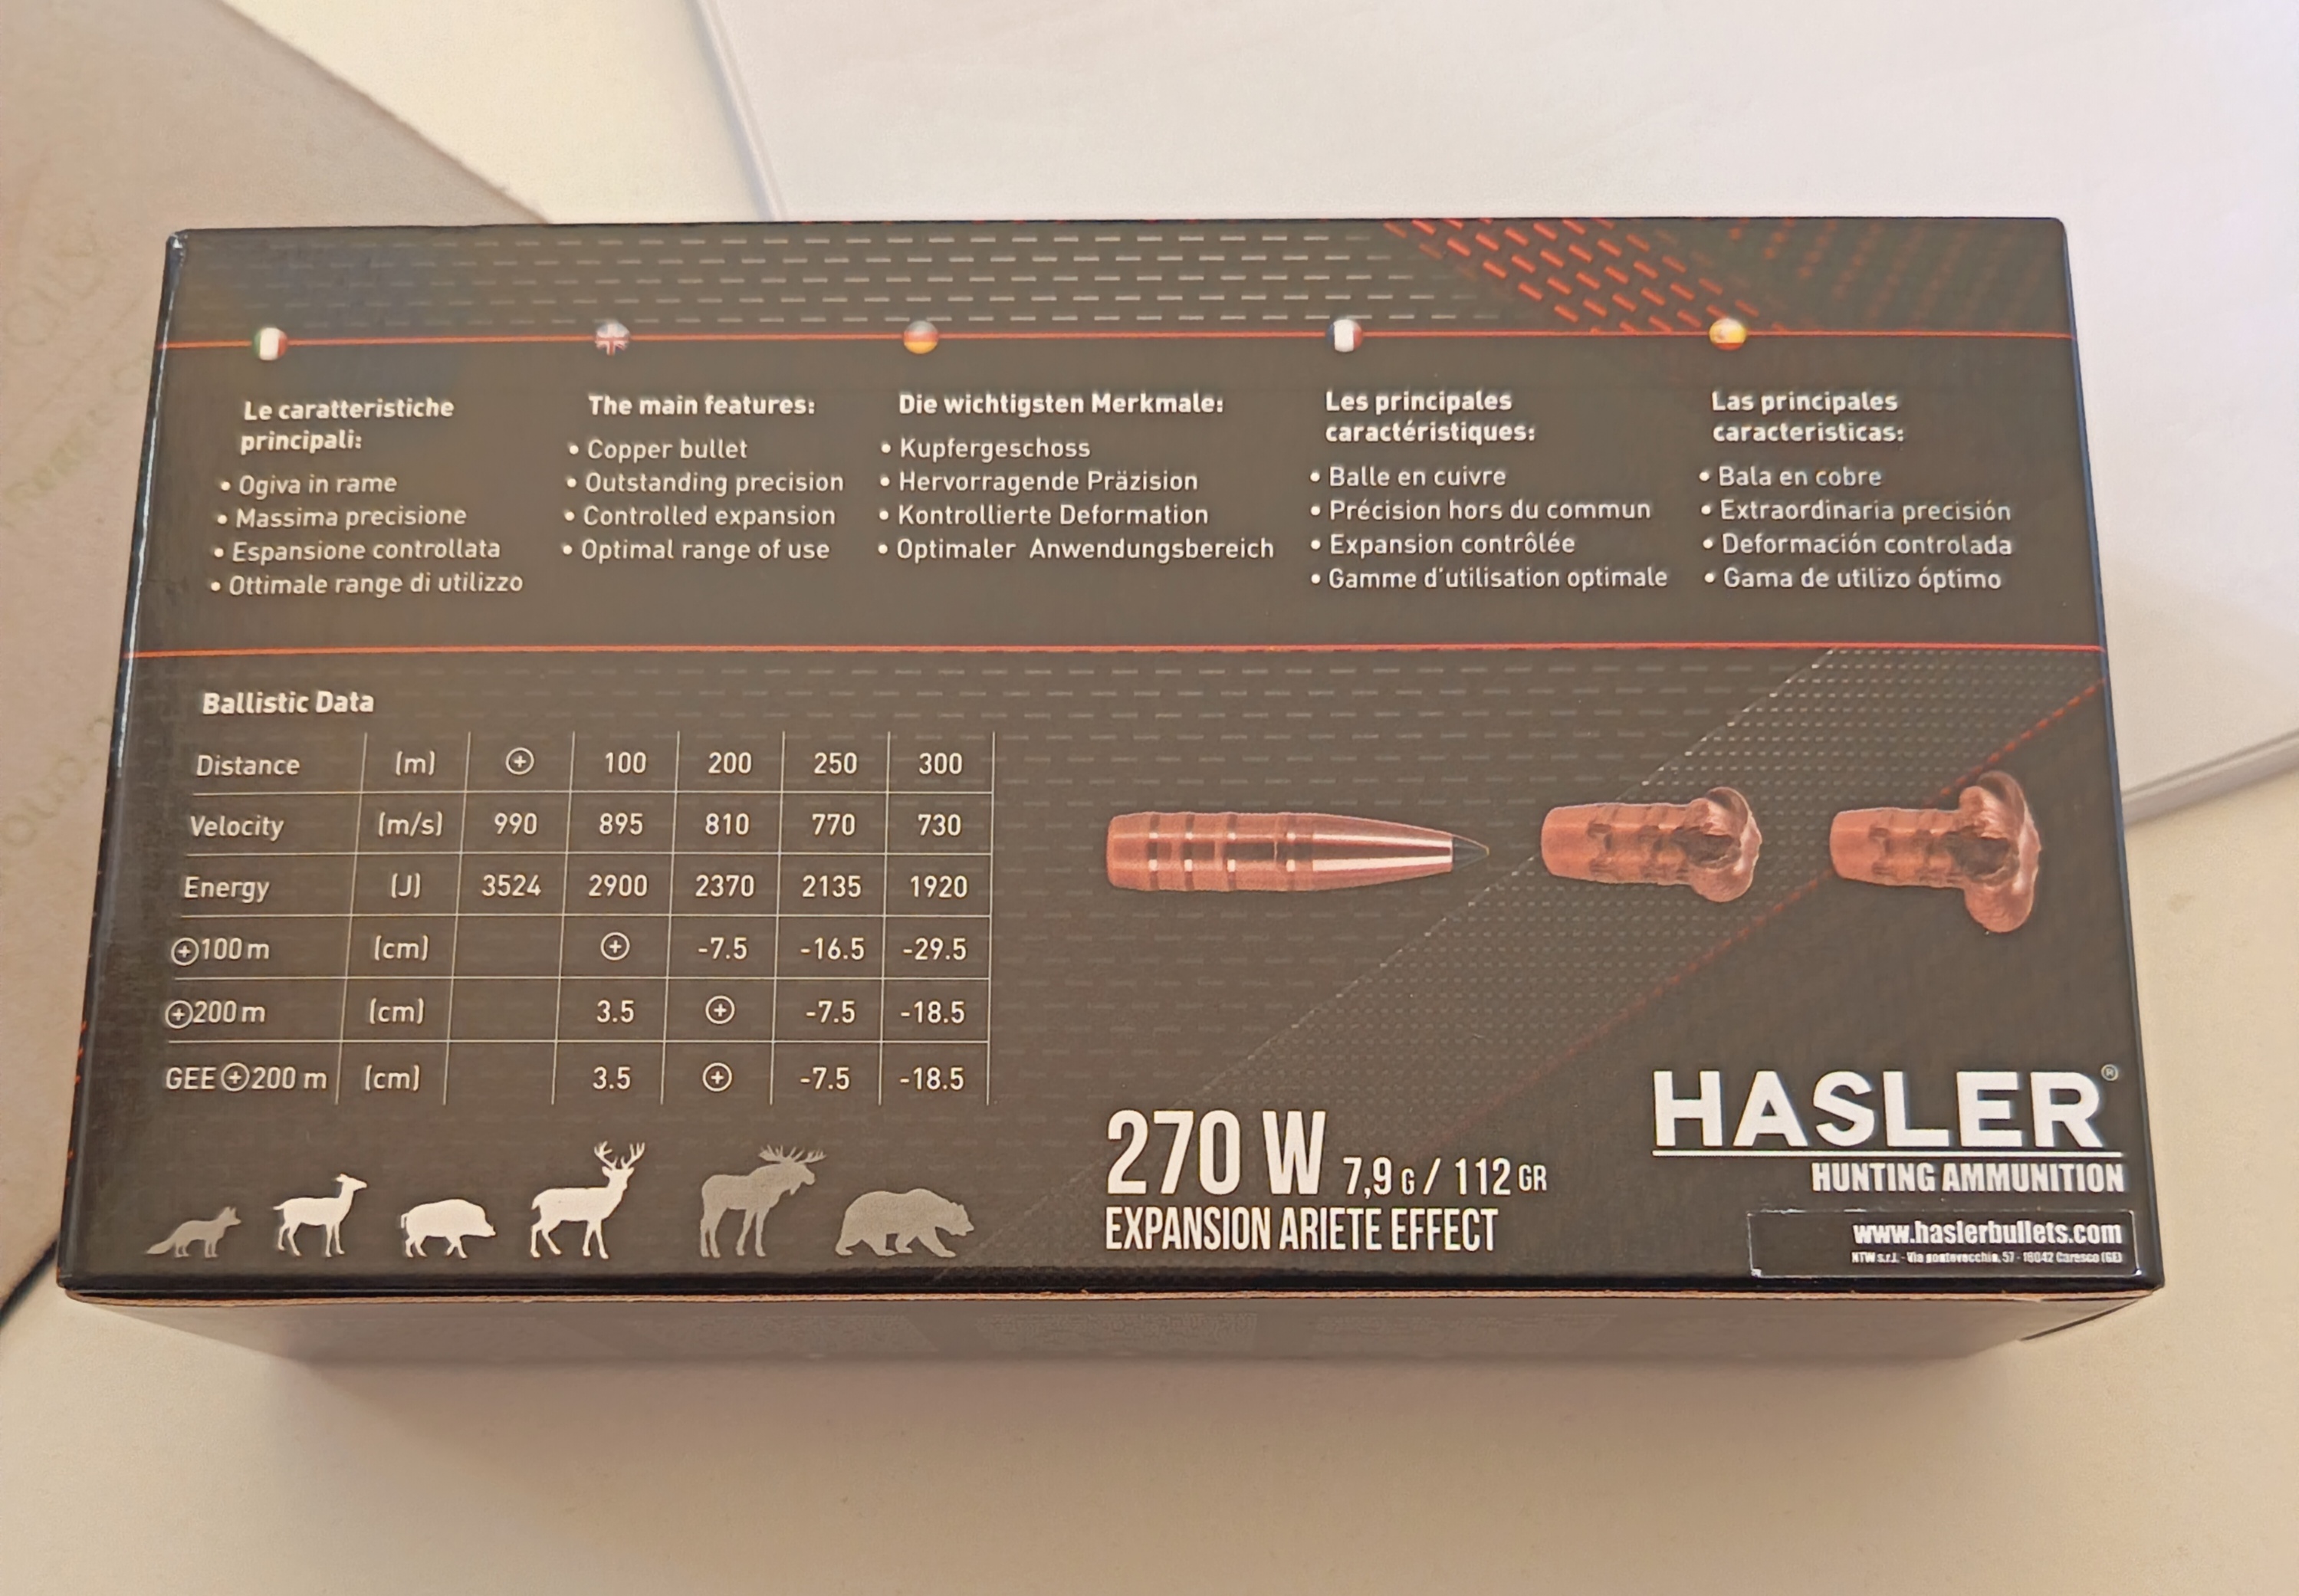 Le caratteristiche
principali:
• Ogiva in rame
• Massima precisione
• Espansione controllata
• Ottimale range di utilizzo
The main features:
• Copper bullet
• Outstanding precision
• Controlled expansion
• Optimal range of use
Die wichtigsten Merkmale:
• Kupfergeschoss
• Hervorragende Präzision
• Kontrollierte Deformation
• Optimaler Anwendungsbereich
Les principales
caractéristiques:
• Balle en cuivre
• Précision hors du commun
• Expansion contrôlée
• Gamme d'utilisation optimale
Las principales
caracteristicas:
• Bala en cobre
• Extraordinaria precisión
• Deformación controlada
• Gama de utilizo óptimo
Ballistic Data
Distance (m) ⊕ 100 200 250 300
Velocity (m/s) 990 895 810 770 730
Energy (J) 3524 2900 2370 2135 1920
⊕100 m (cm) ⊕ -7.5 -16.5 -29.5
⊕200 m (cm) 3.5 ⊕ -7.5 -18.5
GEE ⊕200 m (cm) 3.5 ⊕ -7.5 -18.5
270 W 7,9 G / 112 GR
EXPANSION ARIETE EFFECT
HASLER®
HUNTING AMMUNITION
www.haslerbullets.com
NTW s.r.l. - Via 57 - (GE)